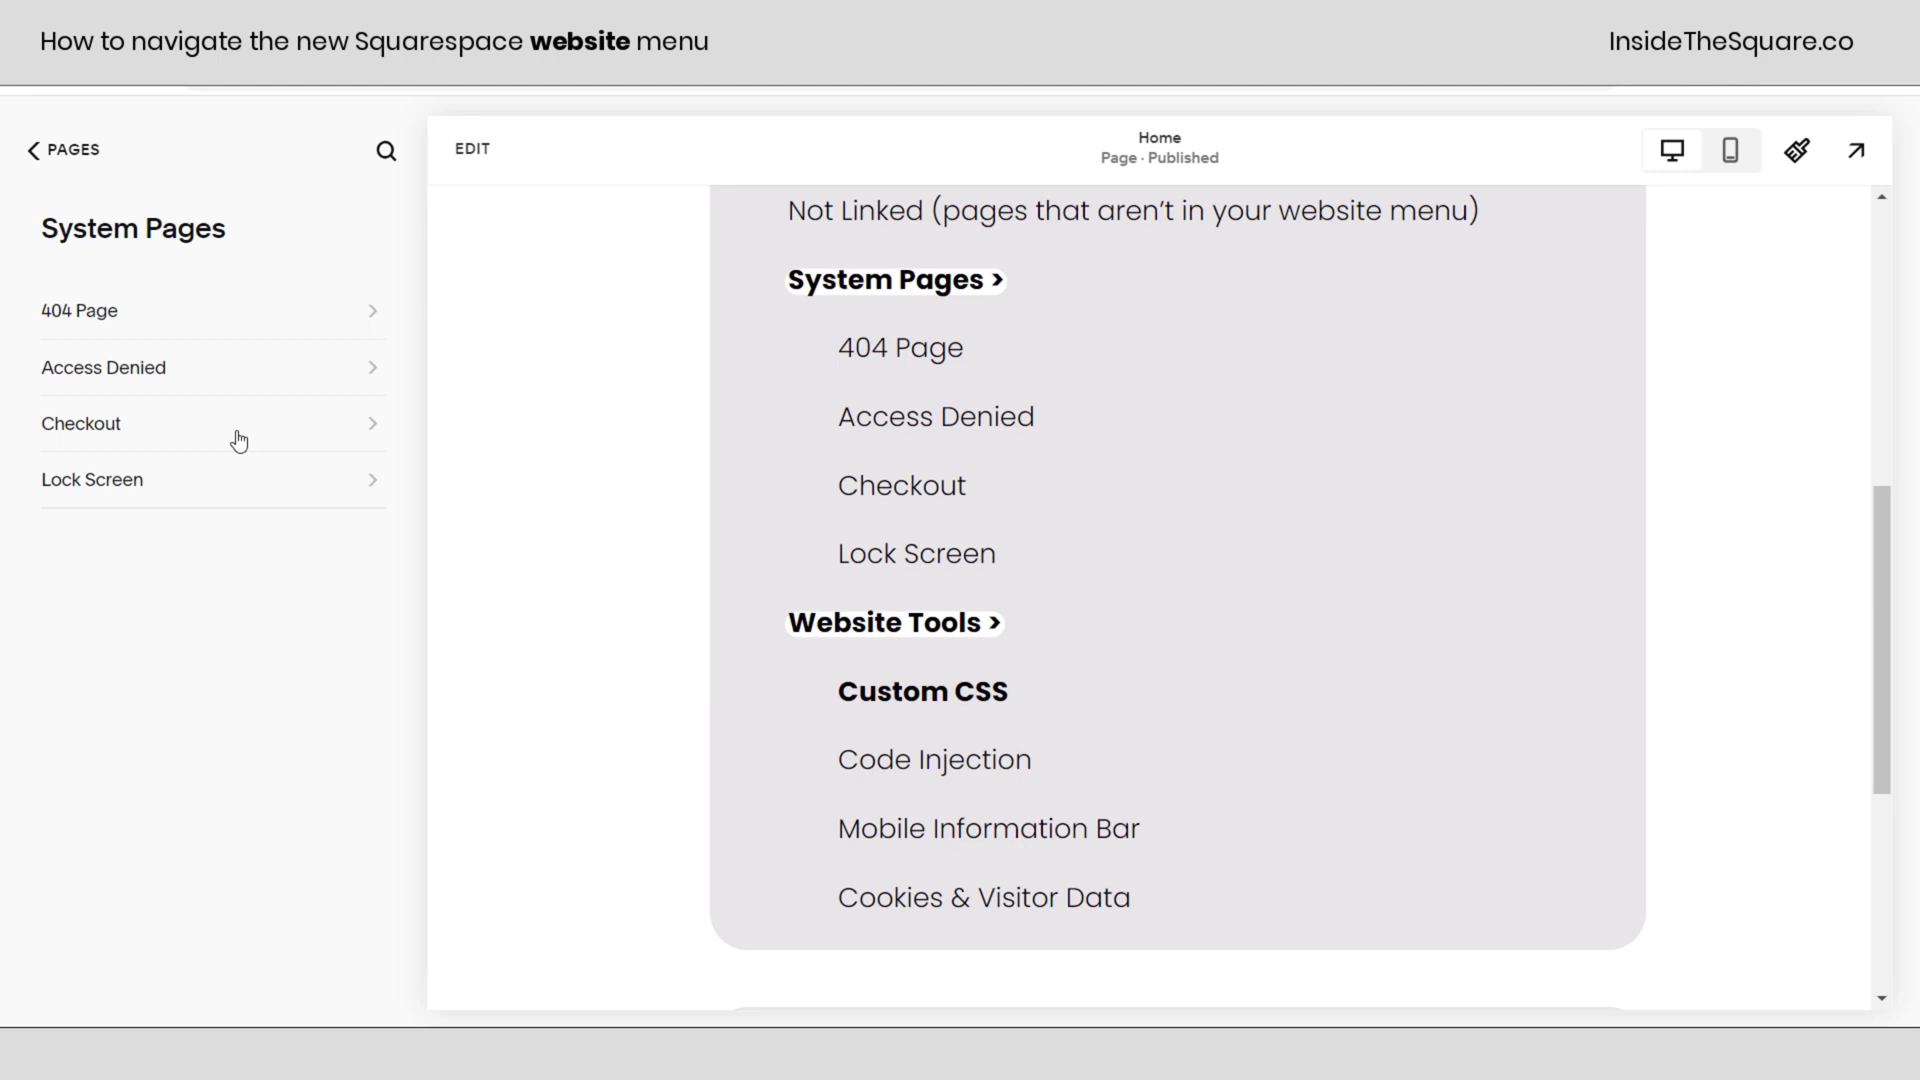 How to navigate the new Squarespace website menu
InsideTheSquare.co
PAGES
System Pages
404 Page
Access Denied
Checkout
Lock Screen
EDIT
Home
Page · Published
Not Linked (pages that aren't in your website menu)
System Pages >
404 Page
Access Denied
Checkout
Lock Screen
Website Tools >
Custom CSS
Code Injection
Mobile Information Bar
Cookies & Visitor Data